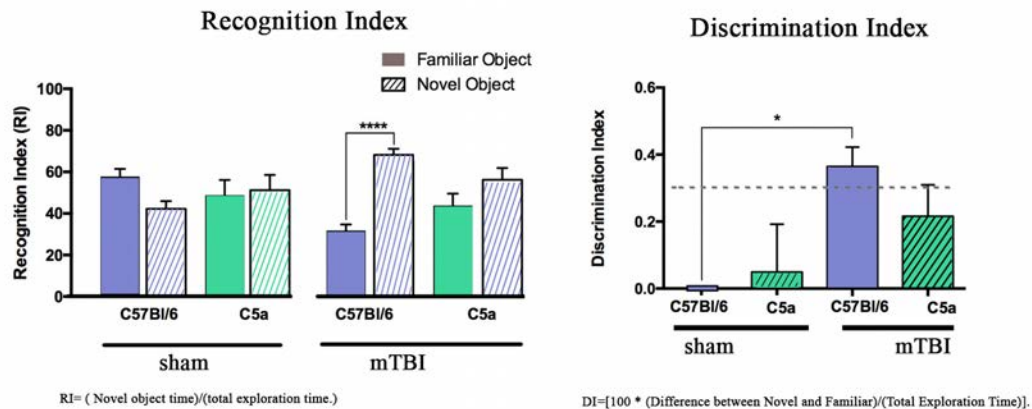 Recognition Index
Familiar Object
Novel Object
Recognition Index (RI)
100
80
60
40
20
0
****
C57Bl/6 C5a C57Bl/6 C5a
sham mTBI
RI= ( Novel object time)/(total exploration time.)
Discrimination Index
Discrimination Index
0.6
0.4
0.2
0.0
*
C57Bl/6 C5a C57Bl/6 C5a
sham mTBI
DI=[100 * (Difference between Novel and Familiar)/(Total Exploration Time)].